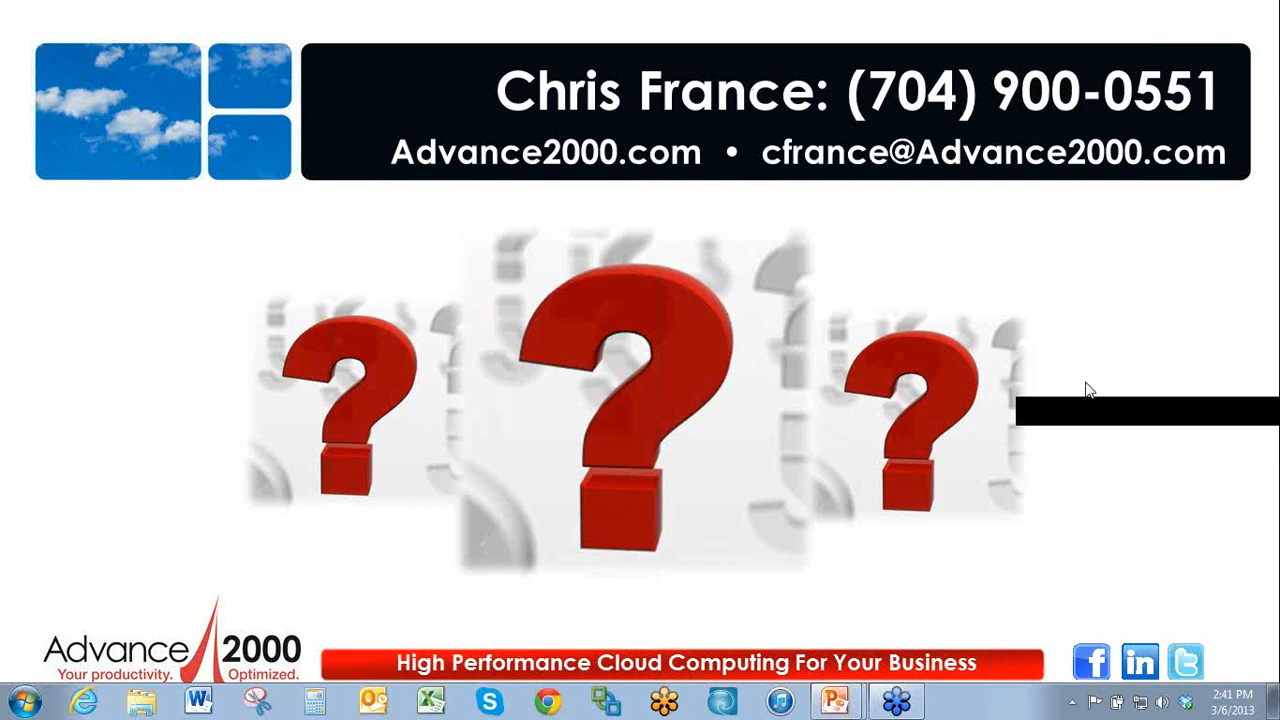 Chris France: (704) 900-0551
Advance2000.com • cfrance@Advance2000.com
Advance 2000
Your productivity. Optimized.
High Performance Cloud Computing For Your Business
2:41 PM
3/6/2013